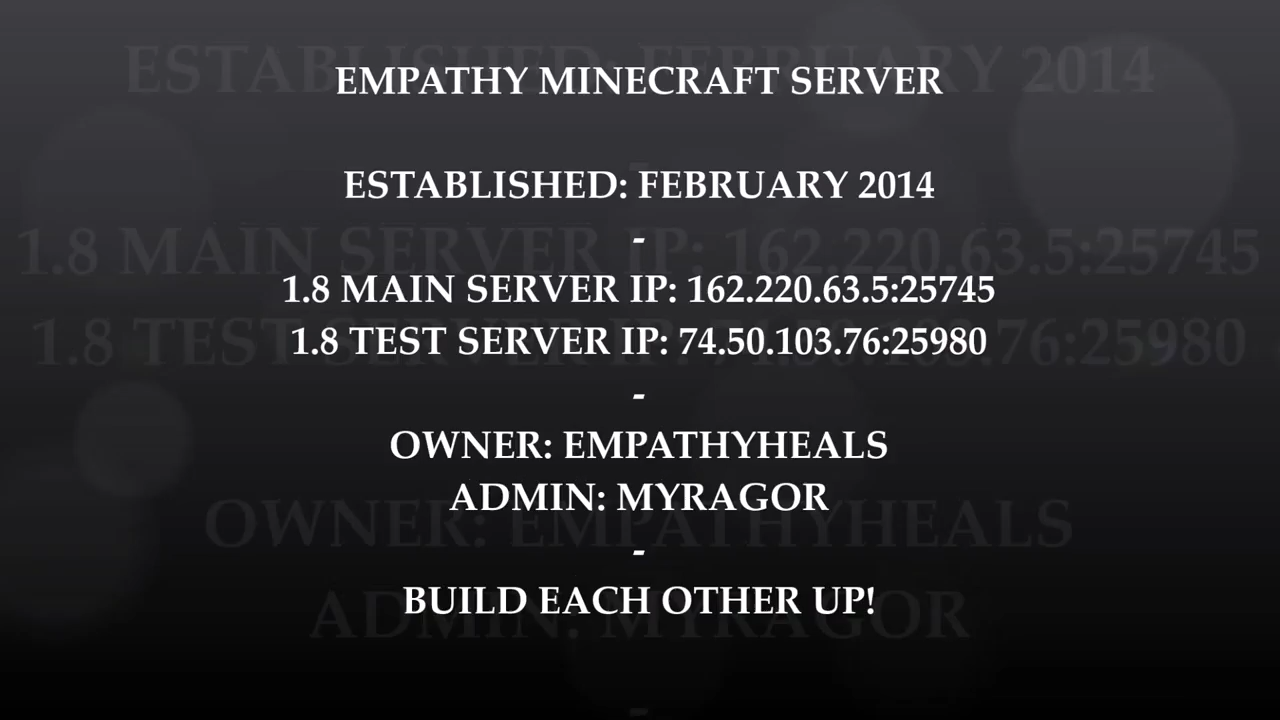 EMPATHY MINECRAFT SERVER
ESTABLISHED: FEBRUARY 2014
-
1.8 MAIN SERVER IP: 162.220.63.5:25745
1.8 TEST SERVER IP: 74.50.103.76:25980
-
OWNER: EMPATHYHEALS
ADMIN: MYRAGOR
-
BUILD EACH OTHER UP!